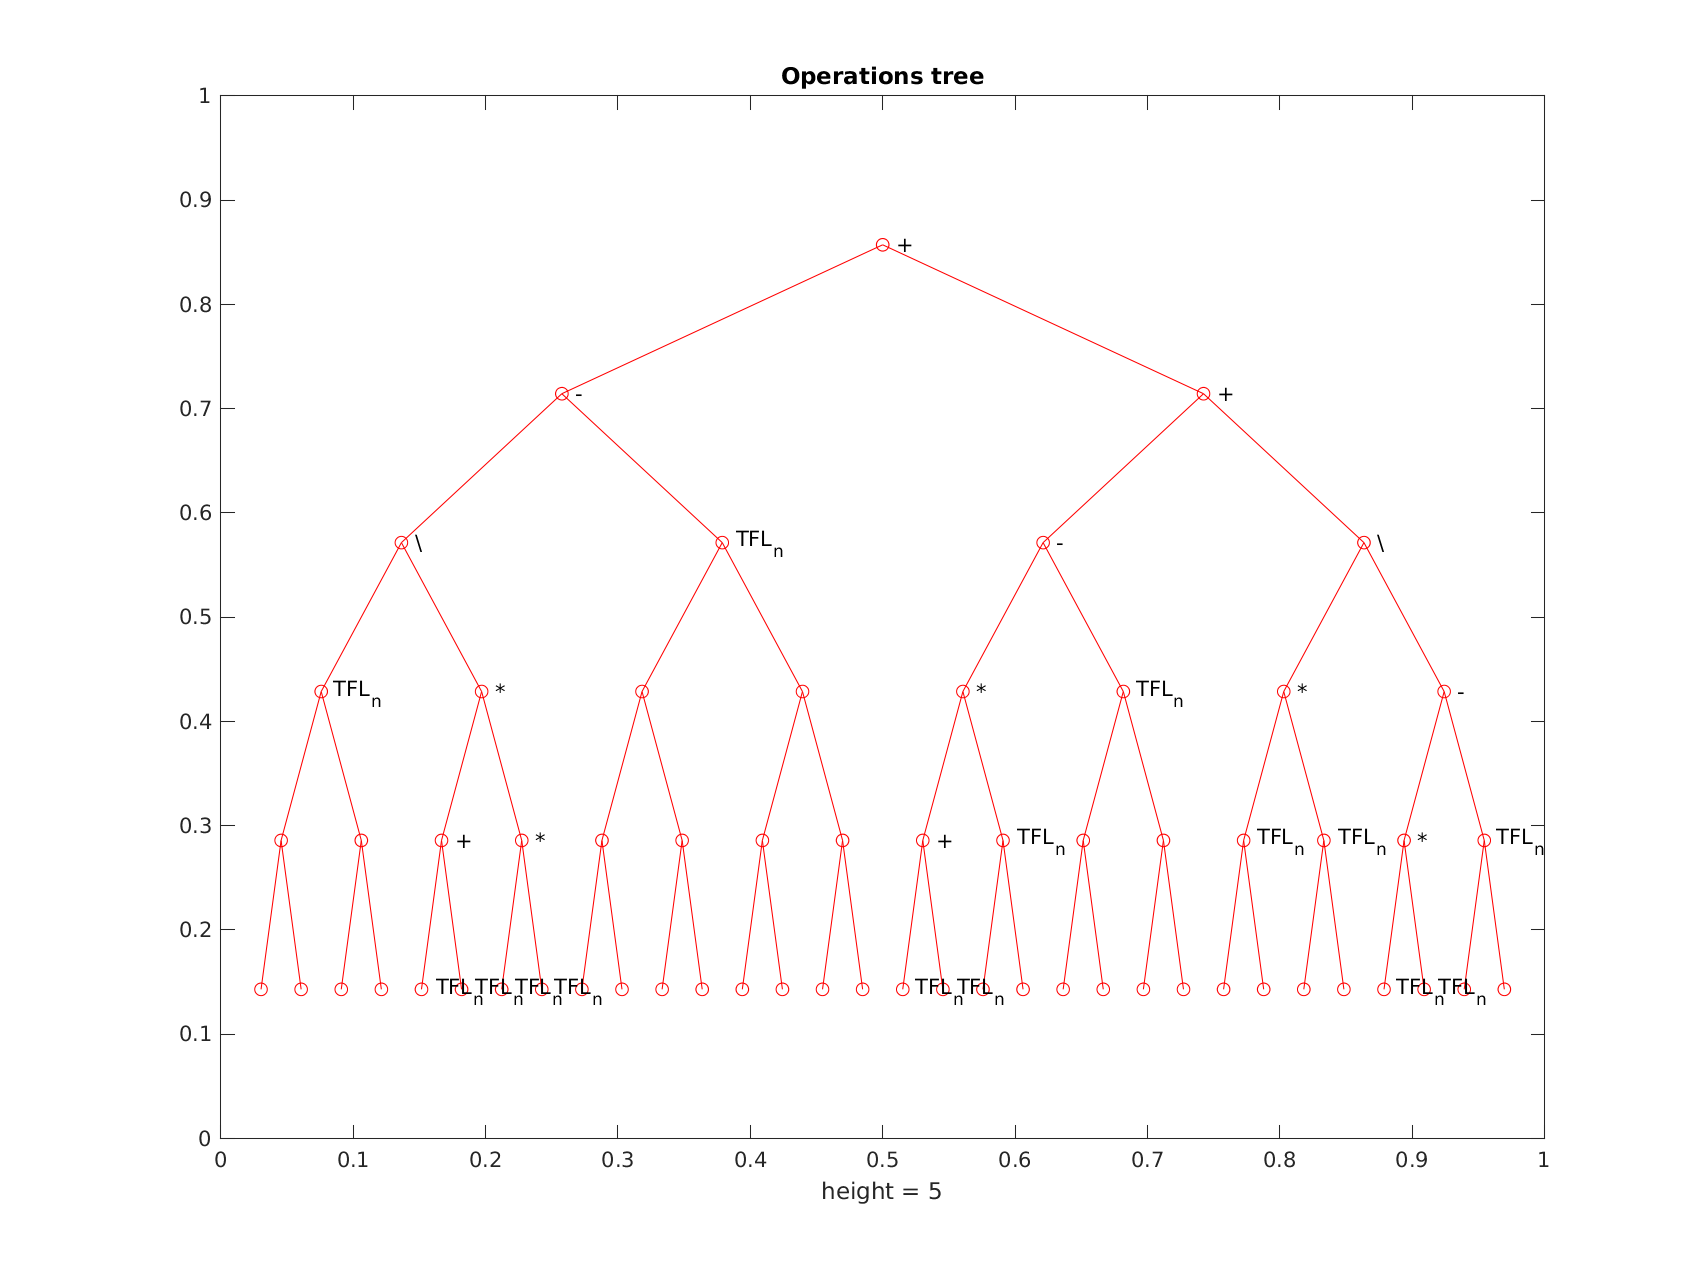 Operations tree
1
+
0.9
0.8
- +
0.7
\ TFLn - \
0.6
0.5
TFLn * * TFLn * -
0.4
+ * + TFLn TFLn TFLn * TFLn
0.3
0.2
TFLn TFLn TFLn TFLn TFLn TFLn TFLn TFLn
0.1
0
0 0.1 0.2 0.3 0.4 0.5 0.6 0.7 0.8 0.9 1
height = 5